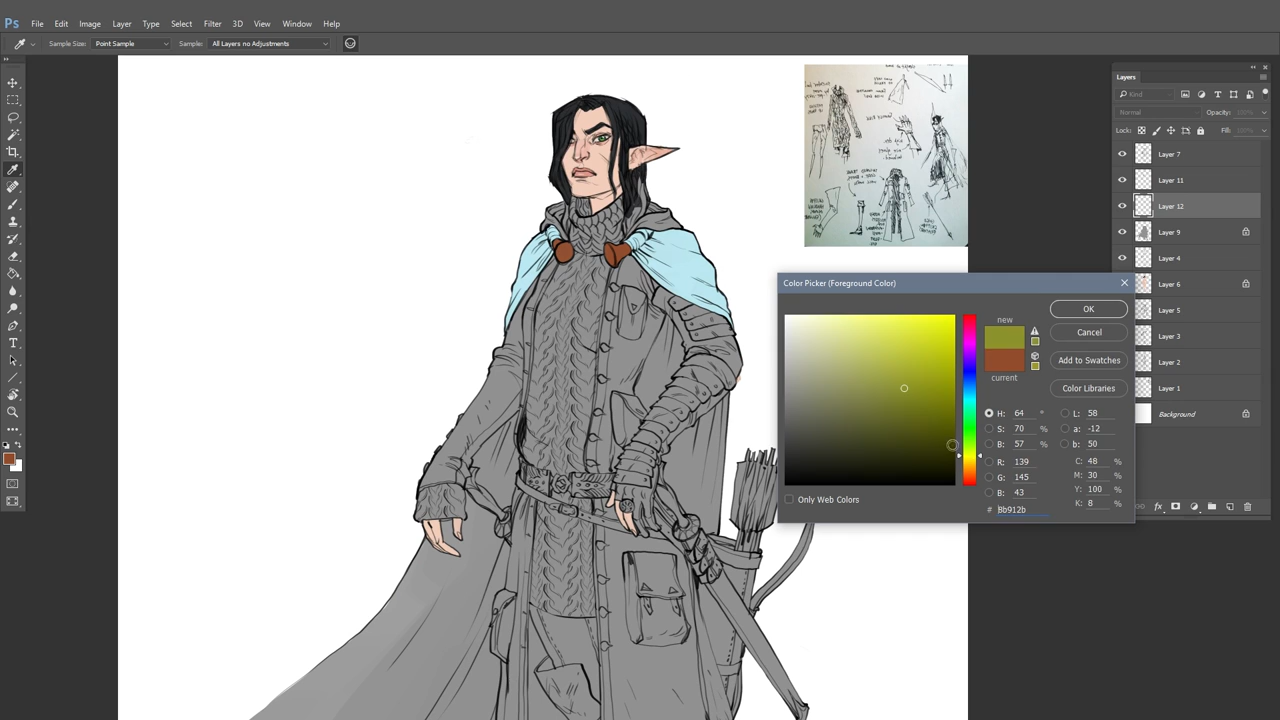 Ps File Edit Image Layer Type Select Filter 3D View Window Help
Sample Size: Point Sample Sample: All Layers no Adjustments
Layers
Kind
Normal Opacity:
Lock: Fill:
Layer 7
Layer 11
Layer 12
Layer 9
Layer 4
Layer 6
Layer 5
Layer 3
Layer 2
Layer 1
Background
fx
Color Picker (Foreground Color)
new
current
OK
Cancel
Add to Swatches
Color Libraries
H: 64 ° L: 58
S: 70 % a: -12
B: 57 % b: 50
R: 139 C: 48 %
G: 145 M: 30 %
B: 43 Y: 100 %
K: 8 %
# 8b912b
Only Web Colors